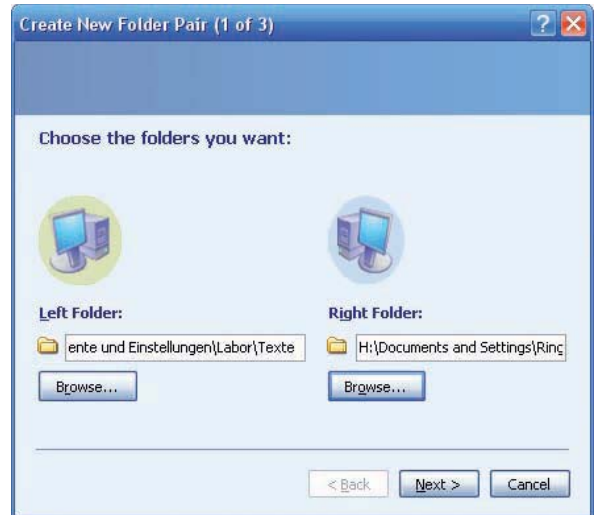 Create New Folder Pair (1 of 3)
Choose the folders you want:
Left Folder: Right Folder:
ente und Einstellungen\Labor\Texte H:\Documents and Settings\Ring
Browse... Browse...
< Back Next > Cancel